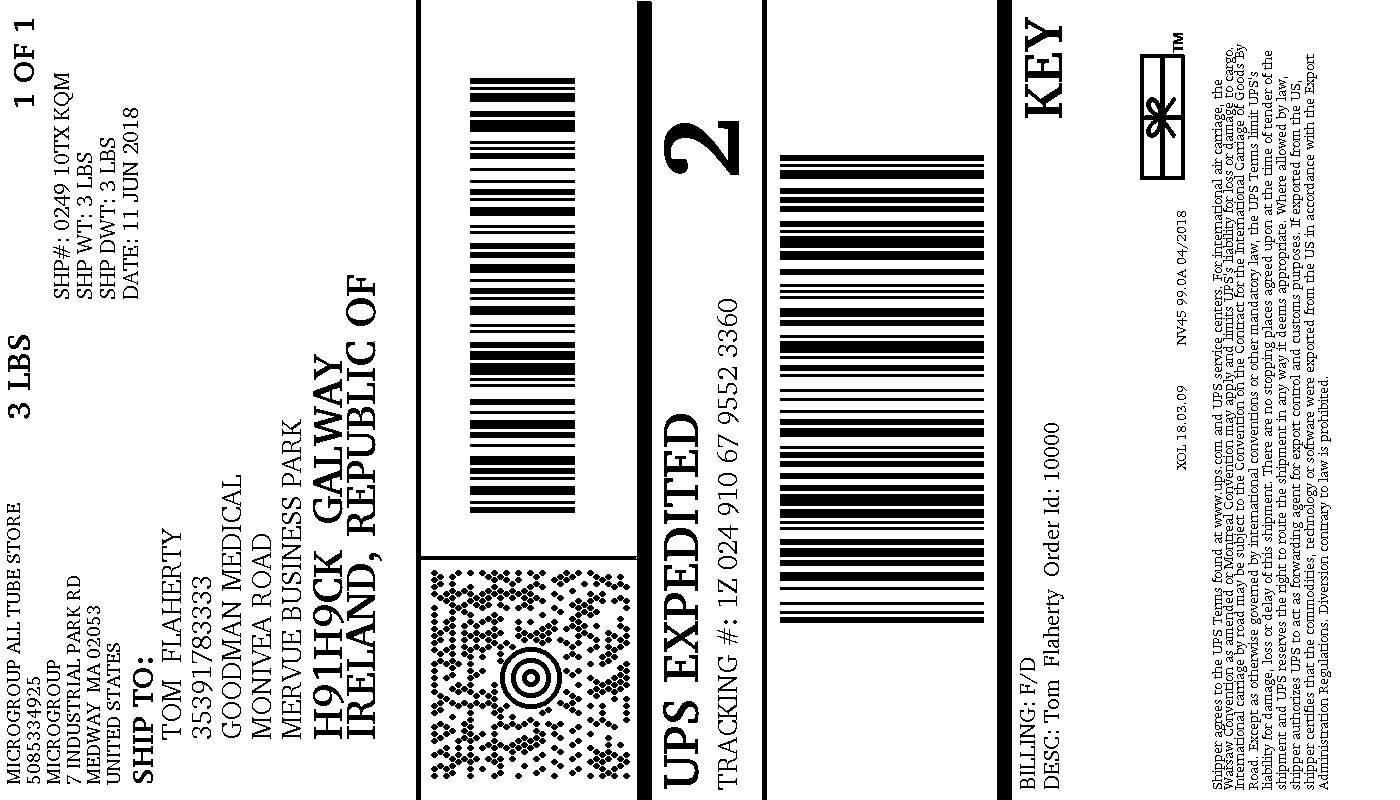 MICROGROUP ALL TUBE STORE
5085334925
MICROGROUP
7 INDUSTRIAL PARK RD
MEDWAY MA 02053
UNITED STATES
3 LBS
1 OF 1
SHP#: 0249 10TX KQM
SHP WT: 3 LBS
SHP DWT: 3 LBS
DATE: 11 JUN 2018
SHIP TO:
TOM FLAHERTY
35391783333
GOODMAN MEDICAL
MONIVEA ROAD
MERVUE BUSINESS PARK
H91H9CK GALWAY
IRELAND, REPUBLIC OF
UPS EXPEDITED
2
TRACKING #: 1Z 024 910 67 9552 3360
BILLING: F/D
DESC: Tom Flaherty Order Id: 10000
KEY
TM
XOL 18.03.09 NV45 99.0A 04/2018
Shipper agrees to the UPS Terms found at www.ups.com and UPS service centers. For international air carriage, the
Warsaw Convention as amended or Montreal Convention may apply and limits UPS's liability for loss or damage to cargo.
International carriage by road may be subject to the Convention on the Contract for the International Carriage of Goods By
Road. Except as otherwise governed by international conventions or other mandatory law, the UPS Terms limit UPS's
liability for damage, loss or delay of this shipment. There are no stopping places agreed upon at the time of tender of the
shipment and UPS reserves the right to route the shipment in any way it deems appropriate. Where allowed by law,
shipper authorizes UPS to act as forwarding agent for export control and customs purposes. If exported from the US,
shipper certifies that the commodities, technology or software were exported from the US in accordance with the Export
Administration Regulations. Diversion contrary to law is prohibited.